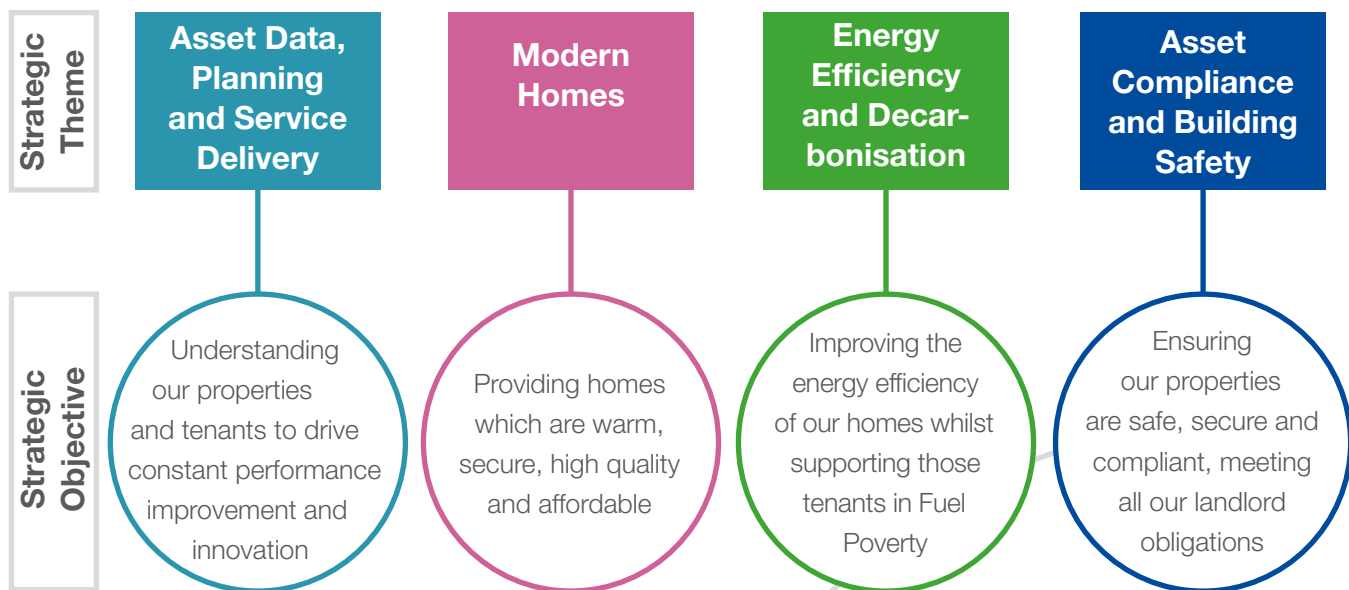 Strategic
Theme
Asset Data,
Planning
and Service
Delivery
Modern
Homes
Energy
Efficiency
and Decar-
bonisation
Asset
Compliance
and Building
Safety
Strategic
Objective
Understanding
our properties
and tenants to drive
constant performance
improvement and
innovation
Providing homes
which are warm,
secure, high quality
and affordable
Improving the
energy efficiency
of our homes whilst
supporting those
tenants in Fuel
Poverty
Ensuring
our properties
are safe, secure and
compliant, meeting
all our landlord
obligations